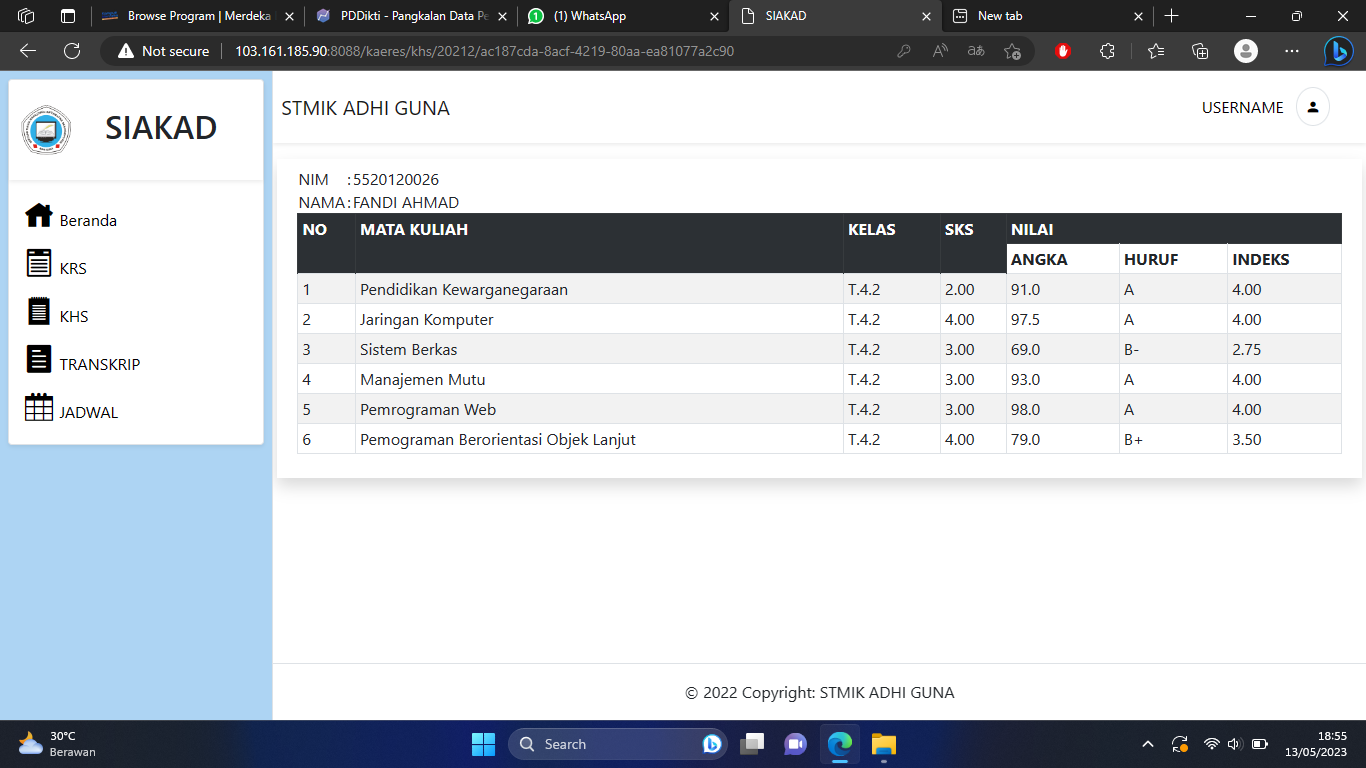 Browse Program | Merdeka
PDDikti - Pangkalan Data Pe
(1) WhatsApp
SIAKAD
New tab
Not secure
103.161.185.90:8088/kaeres/khs/20212/ac187cda-8acf-4219-80aa-ea81077a2c90
SIAKAD
Beranda
KRS
KHS
TRANSKRIP
JADWAL
STMIK ADHI GUNA
USERNAME
NIM :5520120026
NAMA:FANDI AHMAD
NO MATA KULIAH KELAS SKS NILAI
ANGKA HURUF INDEKS
1 Pendidikan Kewarganegaraan T.4.2 2.00 91.0 A 4.00
2 Jaringan Komputer T.4.2 4.00 97.5 A 4.00
3 Sistem Berkas T.4.2 3.00 69.0 B- 2.75
4 Manajemen Mutu T.4.2 3.00 93.0 A 4.00
5 Pemrograman Web T.4.2 3.00 98.0 A 4.00
6 Pemograman Berorientasi Objek Lanjut T.4.2 4.00 79.0 B+ 3.50
© 2022 Copyright: STMIK ADHI GUNA
30°C
Berawan
Search
18:55
13/05/2023